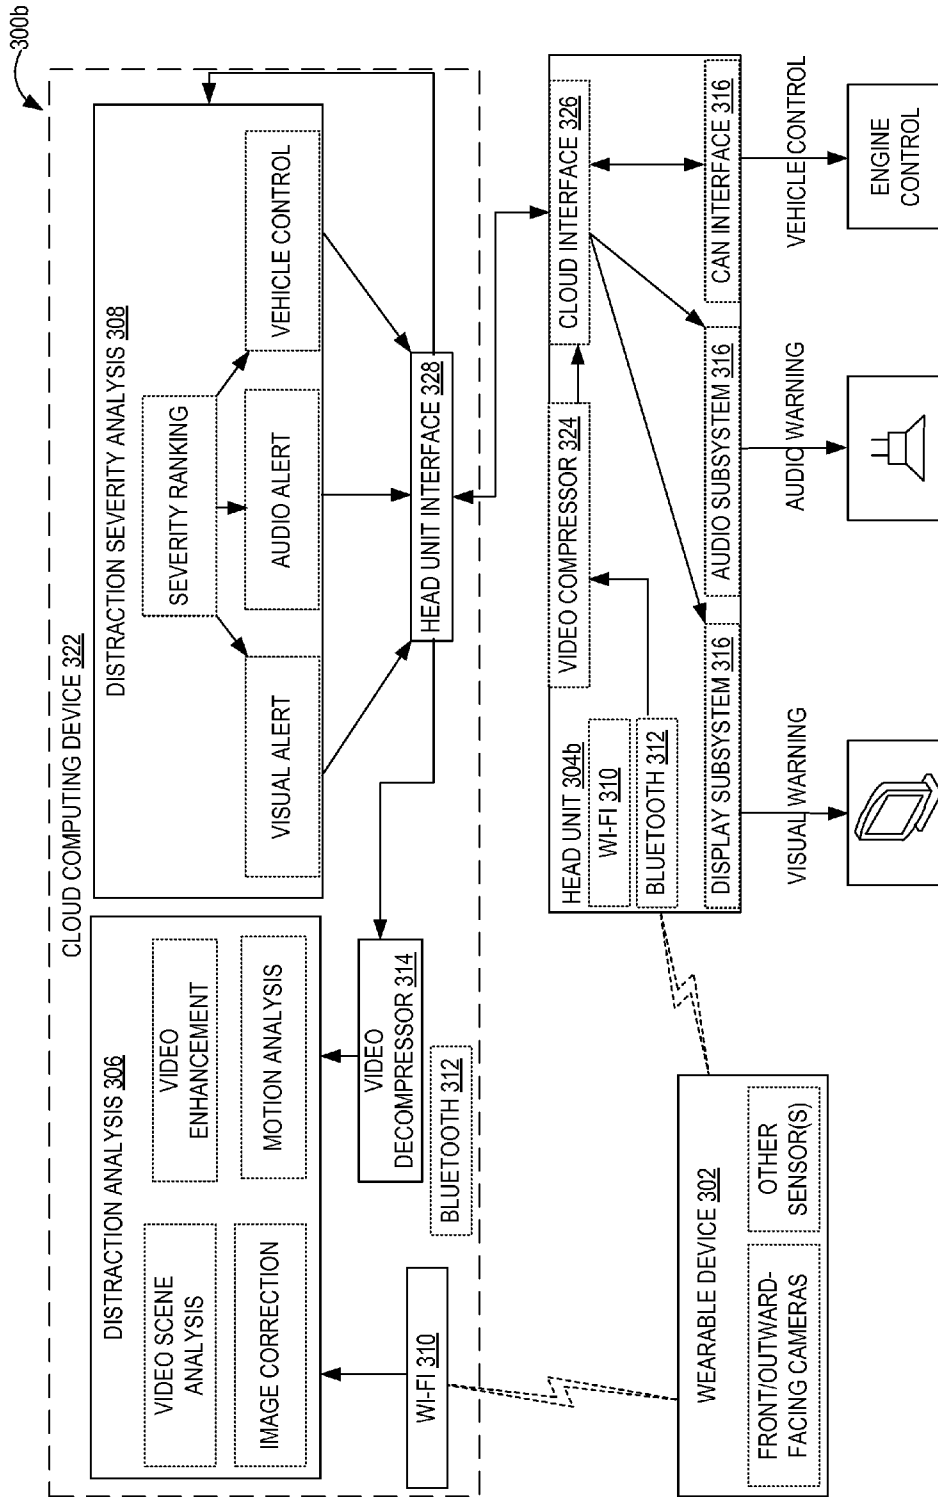 300b
CLOUD COMPUTING DEVICE 322
DISTRACTION ANALYSIS 306
VIDEO SCENE
ANALYSIS
VIDEO
ENHANCEMENT
IMAGE CORRECTION
MOTION ANALYSIS
DISTRACTION SEVERITY ANALYSIS 308
SEVERITY RANKING
VISUAL ALERT
AUDIO ALERT
VEHICLE CONTROL
WI-FI 310
VIDEO
DECOMPRESSOR 314
BLUETOOTH 312
HEAD UNIT INTERFACE 328
WEARABLE DEVICE 302
FRONT/OUTWARD-
FACING CAMERAS
OTHER
SENSOR(S)
HEAD UNIT 304b
WI-FI 310
BLUETOOTH 312
VIDEO COMPRESSOR 324
CLOUD INTERFACE 326
DISPLAY SUBSYSTEM 316
AUDIO SUBSYSTEM 316
CAN INTERFACE 316
VISUAL WARNING
AUDIO WARNING
VEHICLE CONTROL
ENGINE
CONTROL